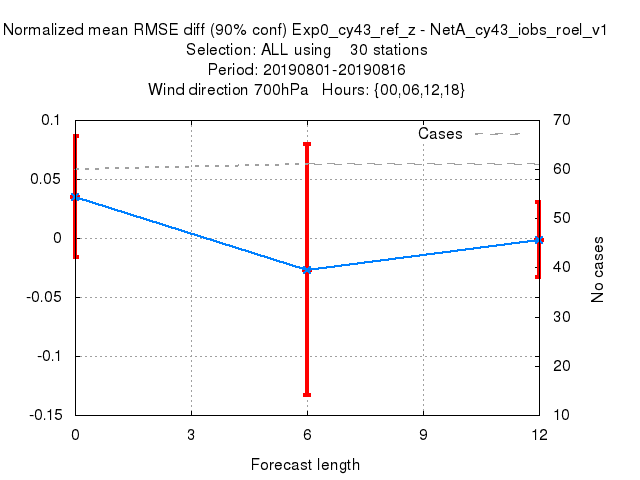 Normalized mean RMSE diff (90% conf) Exp0_cy43_ref_z - NetA_cy43_iobs_roel_v1
Selection: ALL using    30 stations
Period: 20190801-20190816
Wind direction 700hPa   Hours: {00,06,12,18}
0.1
0.05
0
-0.05
-0.1
-0.15
70
60
50
40
30
20
10
Cases
No cases
0 3 6 9 12
Forecast length